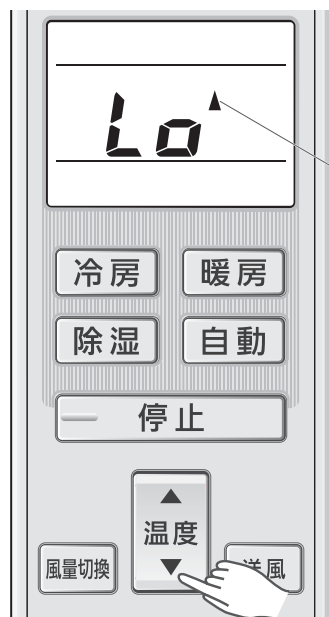 Lo
冷房 暖房
除湿 自動
停止
温度
風量切換 送風